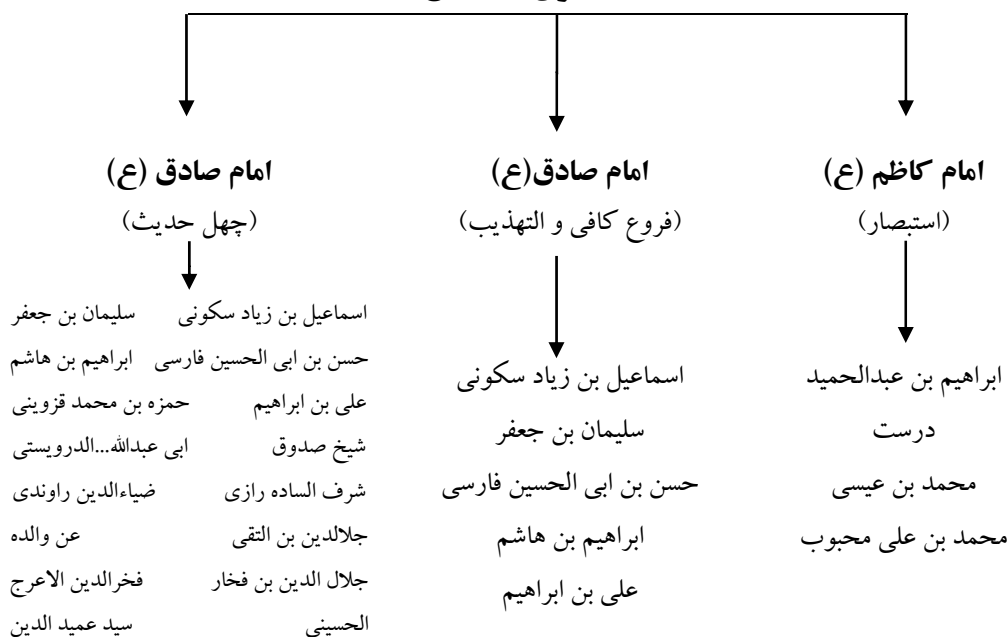 امام کاظم (ع)
(استبصار)
ابراهیم بن عبدالحمید
درست
محمد بن عیسی
محمد بن علی محبوب
امام صادق(ع)
(فروع کافی و التهذیب)
اسماعیل بن زیاد سکونی
سلیمان بن جعفر
حسن بن ابی الحسین فارسی
ابراهیم بن هاشم
علی بن ابراهیم
امام صادق (ع)
(چهل حدیث)
اسماعیل بن زیاد سکونی سلیمان بن جعفر
حسن بن ابی الحسین فارسی ابراهیم بن هاشم
علی بن ابراهیم حمزه بن محمد قزوینی
شیخ صدوق ابی عبدالله...الدرویستی
شرف الساده رازی ضیاءالدین راوندی
جلالدین بن التقی عن والده
جلال الدین بن فخار فخرالدین الاعرج
الحسینی سید عمید الدین